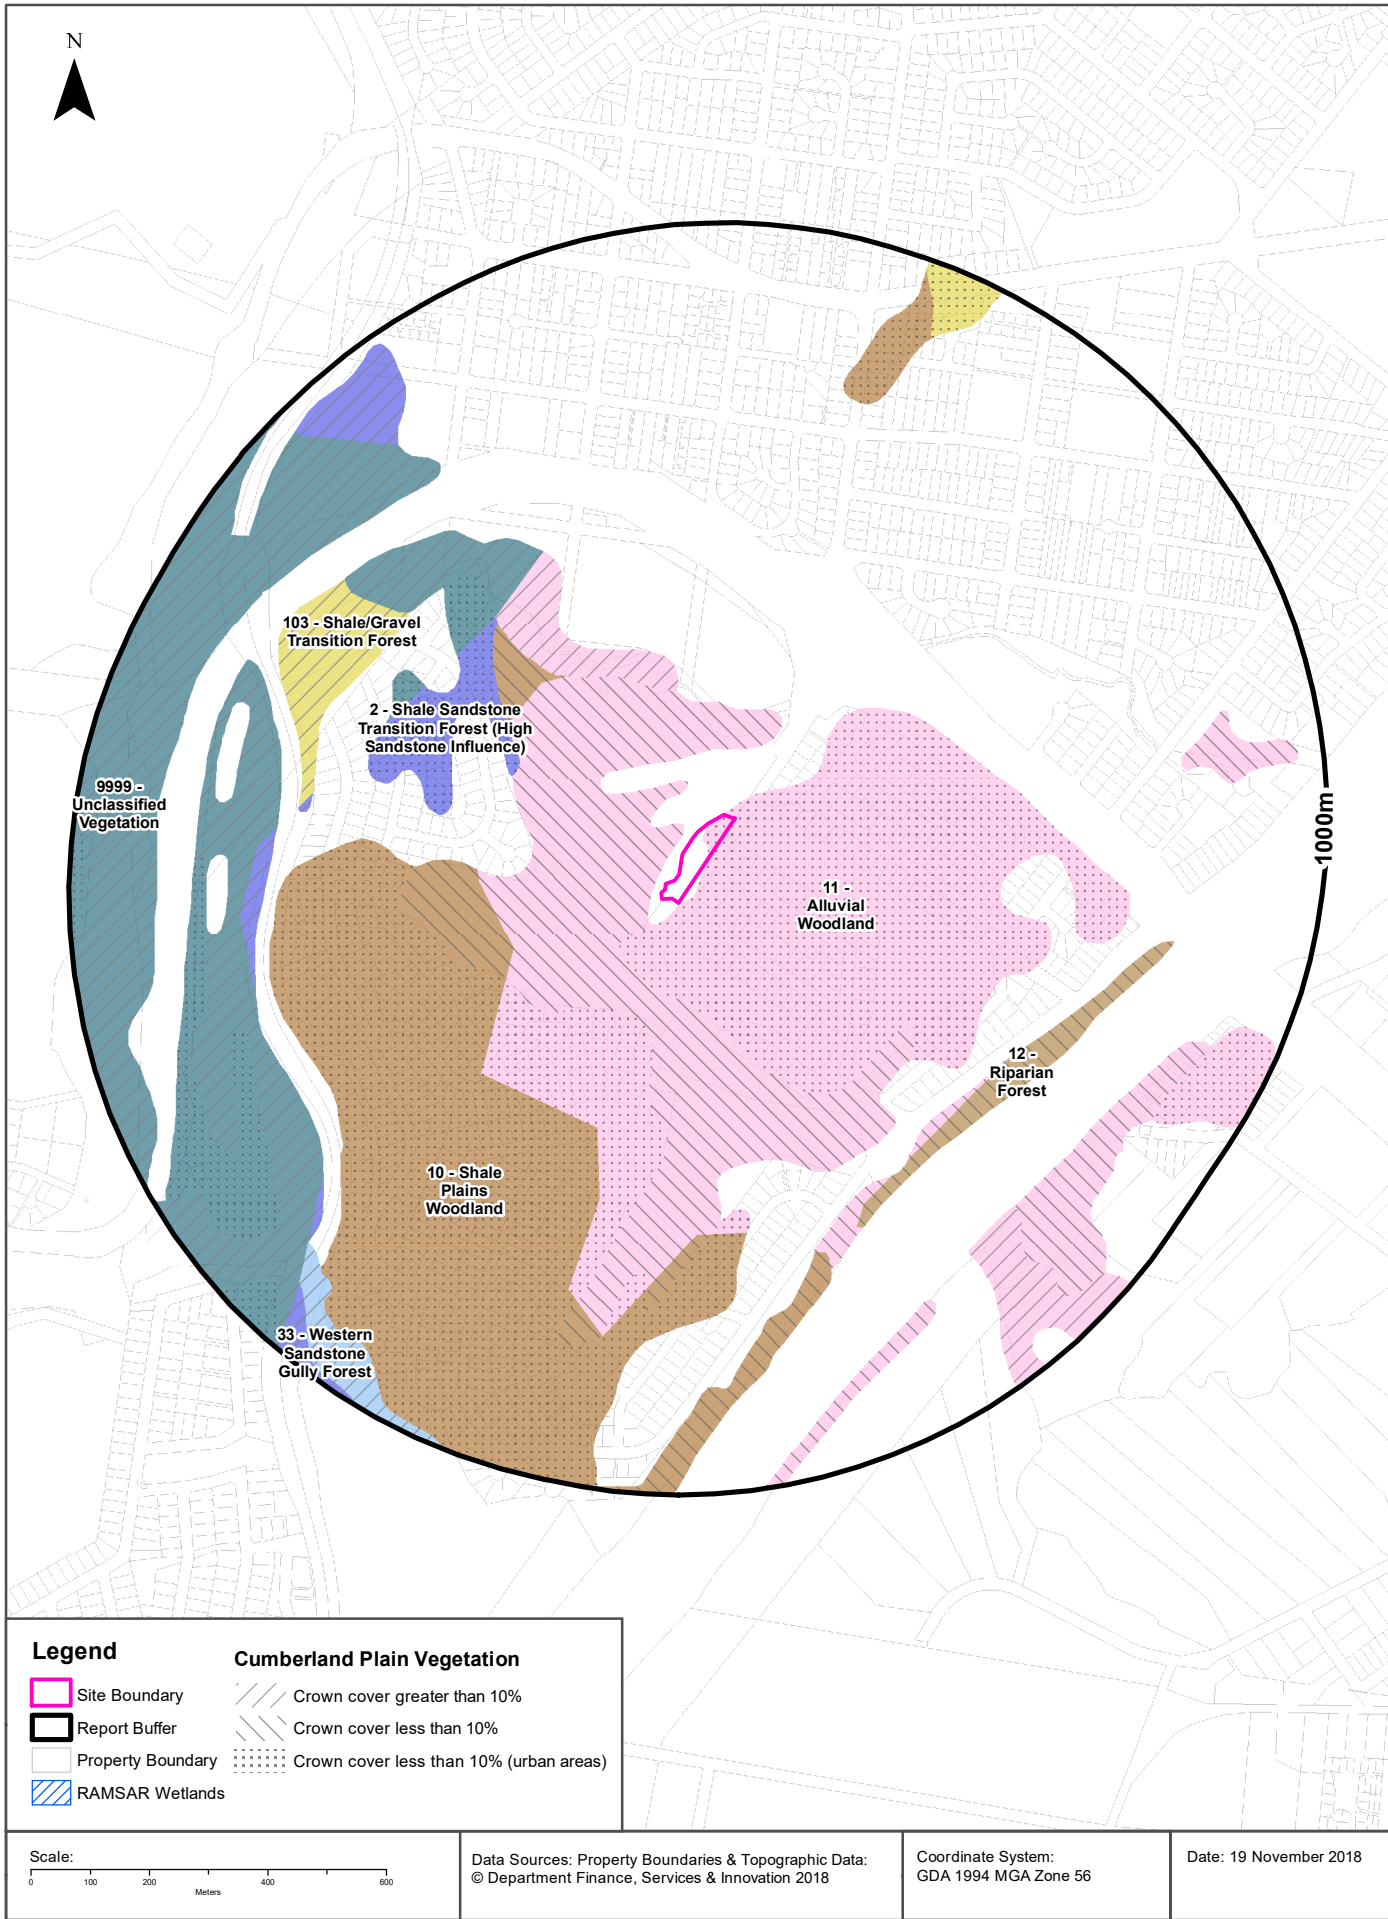 N
103 - Shale/Gravel
Transition Forest
2 - Shale Sandstone
Transition Forest (High
Sandstone Influence)
9999 -
Unclassified
Vegetation
1000m
11 -
Alluvial
Woodland
12 -
Riparian
Forest
10 - Shale
Plains
Woodland
33 - Western
Sandstone
Gully Forest
Legend
Site Boundary
Report Buffer
Property Boundary
RAMSAR Wetlands
Cumberland Plain Vegetation
Crown cover greater than 10%
Crown cover less than 10%
Crown cover less than 10% (urban areas)
Scale:
0 100 200 400 600
Meters
Data Sources: Property Boundaries & Topographic Data:
© Department Finance, Services & Innovation 2018
Coordinate System:
GDA 1994 MGA Zone 56
Date: 19 November 2018